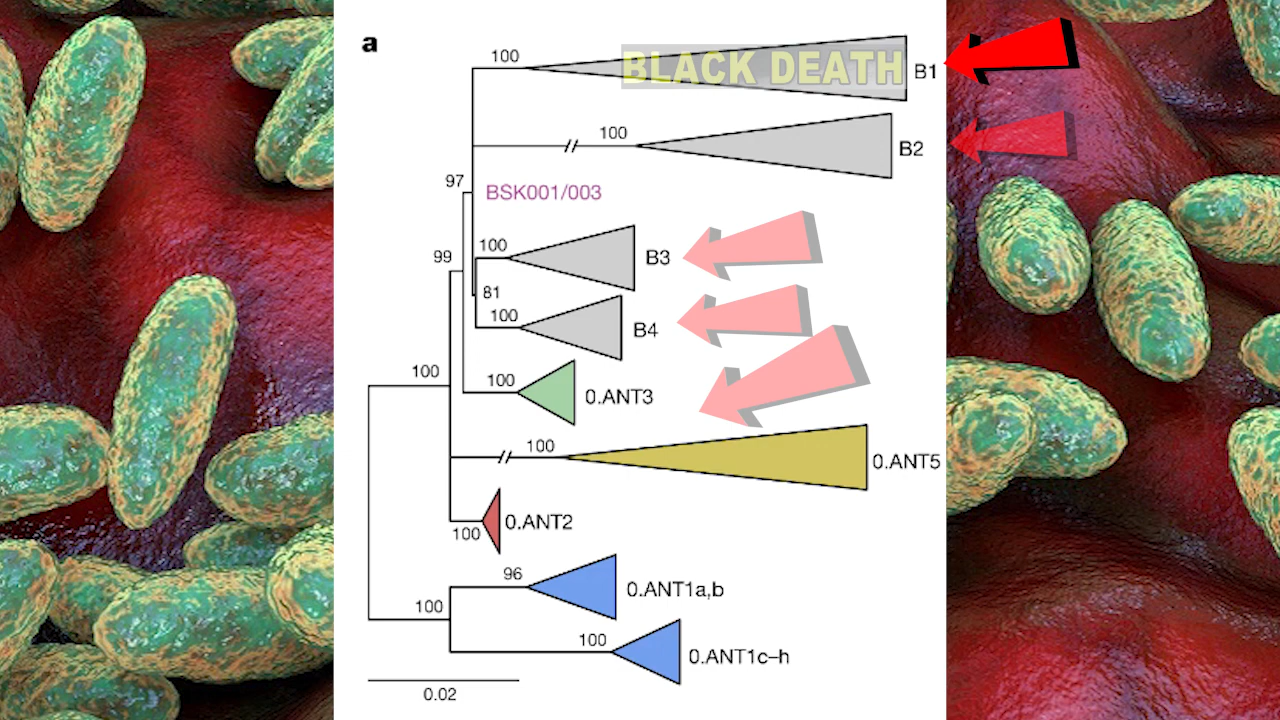 a
100
BLACK DEATH
B1
100
B2
97
BSK001/003
100
B3
99
81
100
B4
100
100
0.ANT3
100
0.ANT5
100
0.ANT2
96
0.ANT1a,b
100
100
0.ANT1c–h
0.02